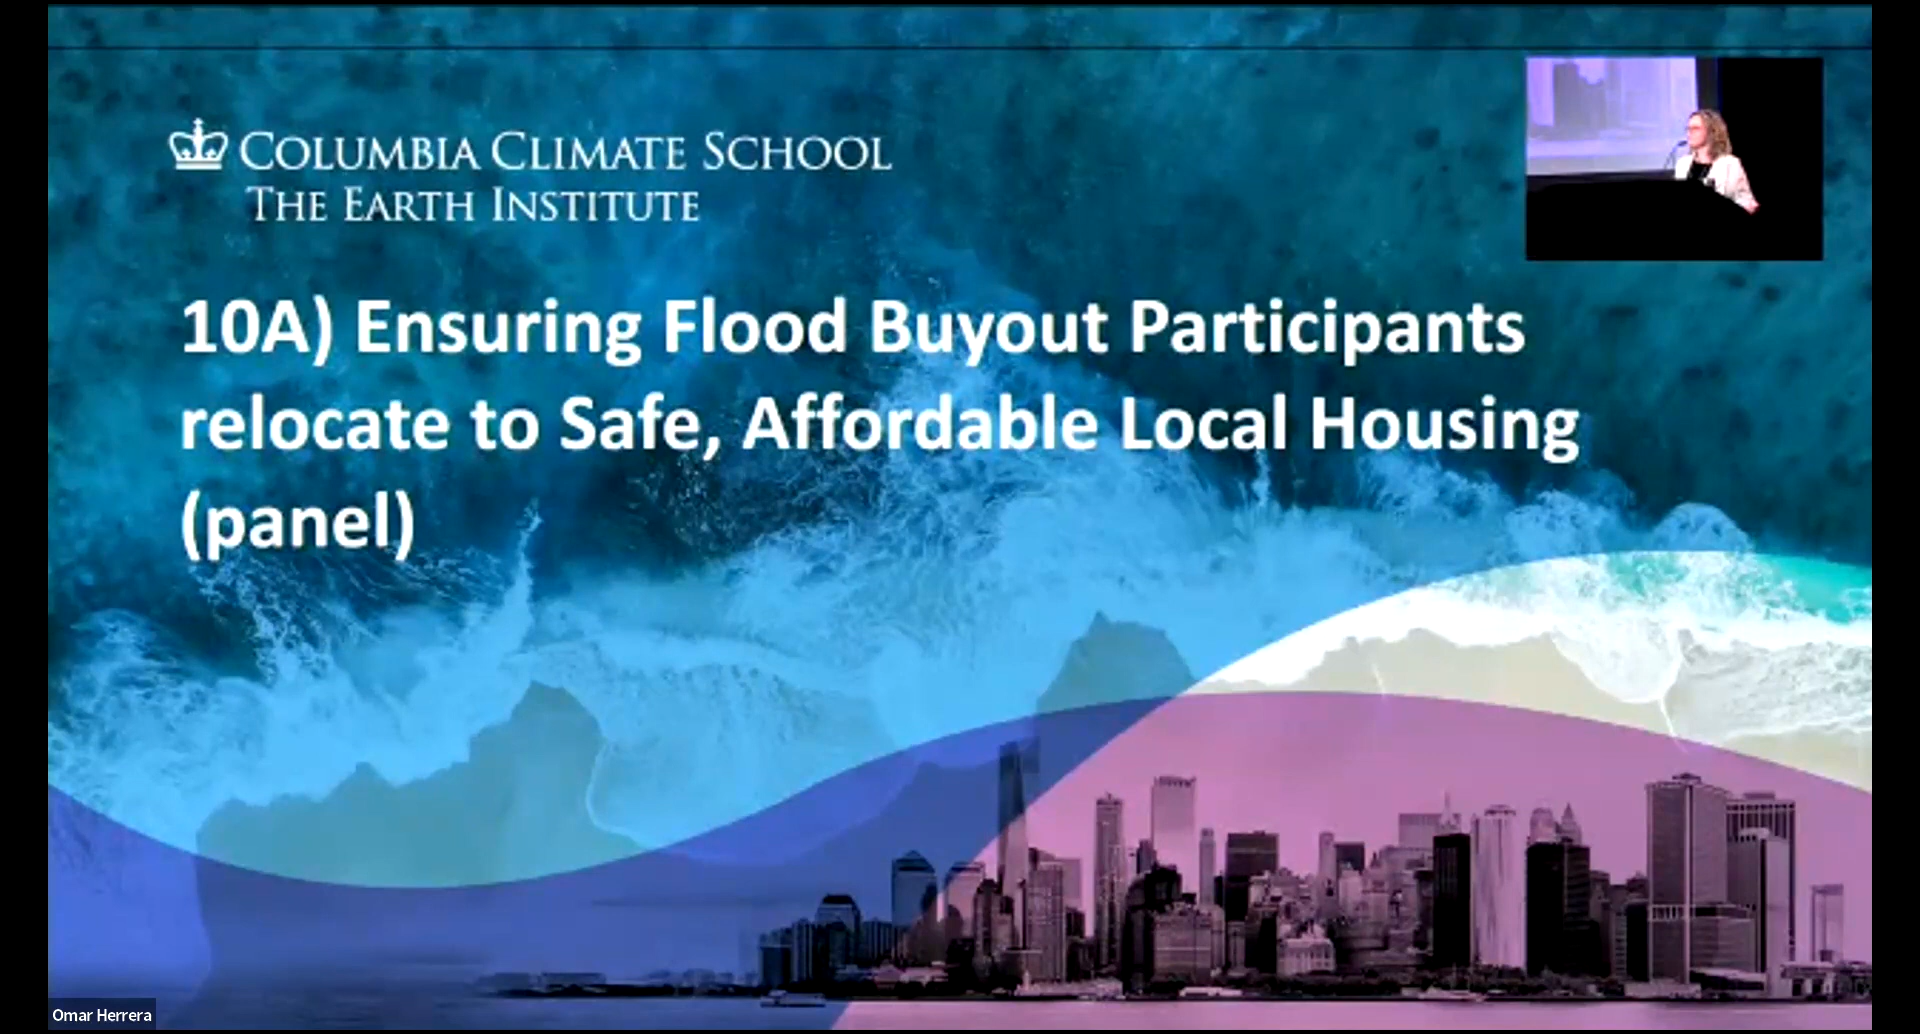 COLUMBIA CLIMATE SCHOOL
THE EARTH INSTITUTE
10A) Ensuring Flood Buyout Participants
relocate to Safe, Affordable Local Housing
(panel)
Omar Herrera